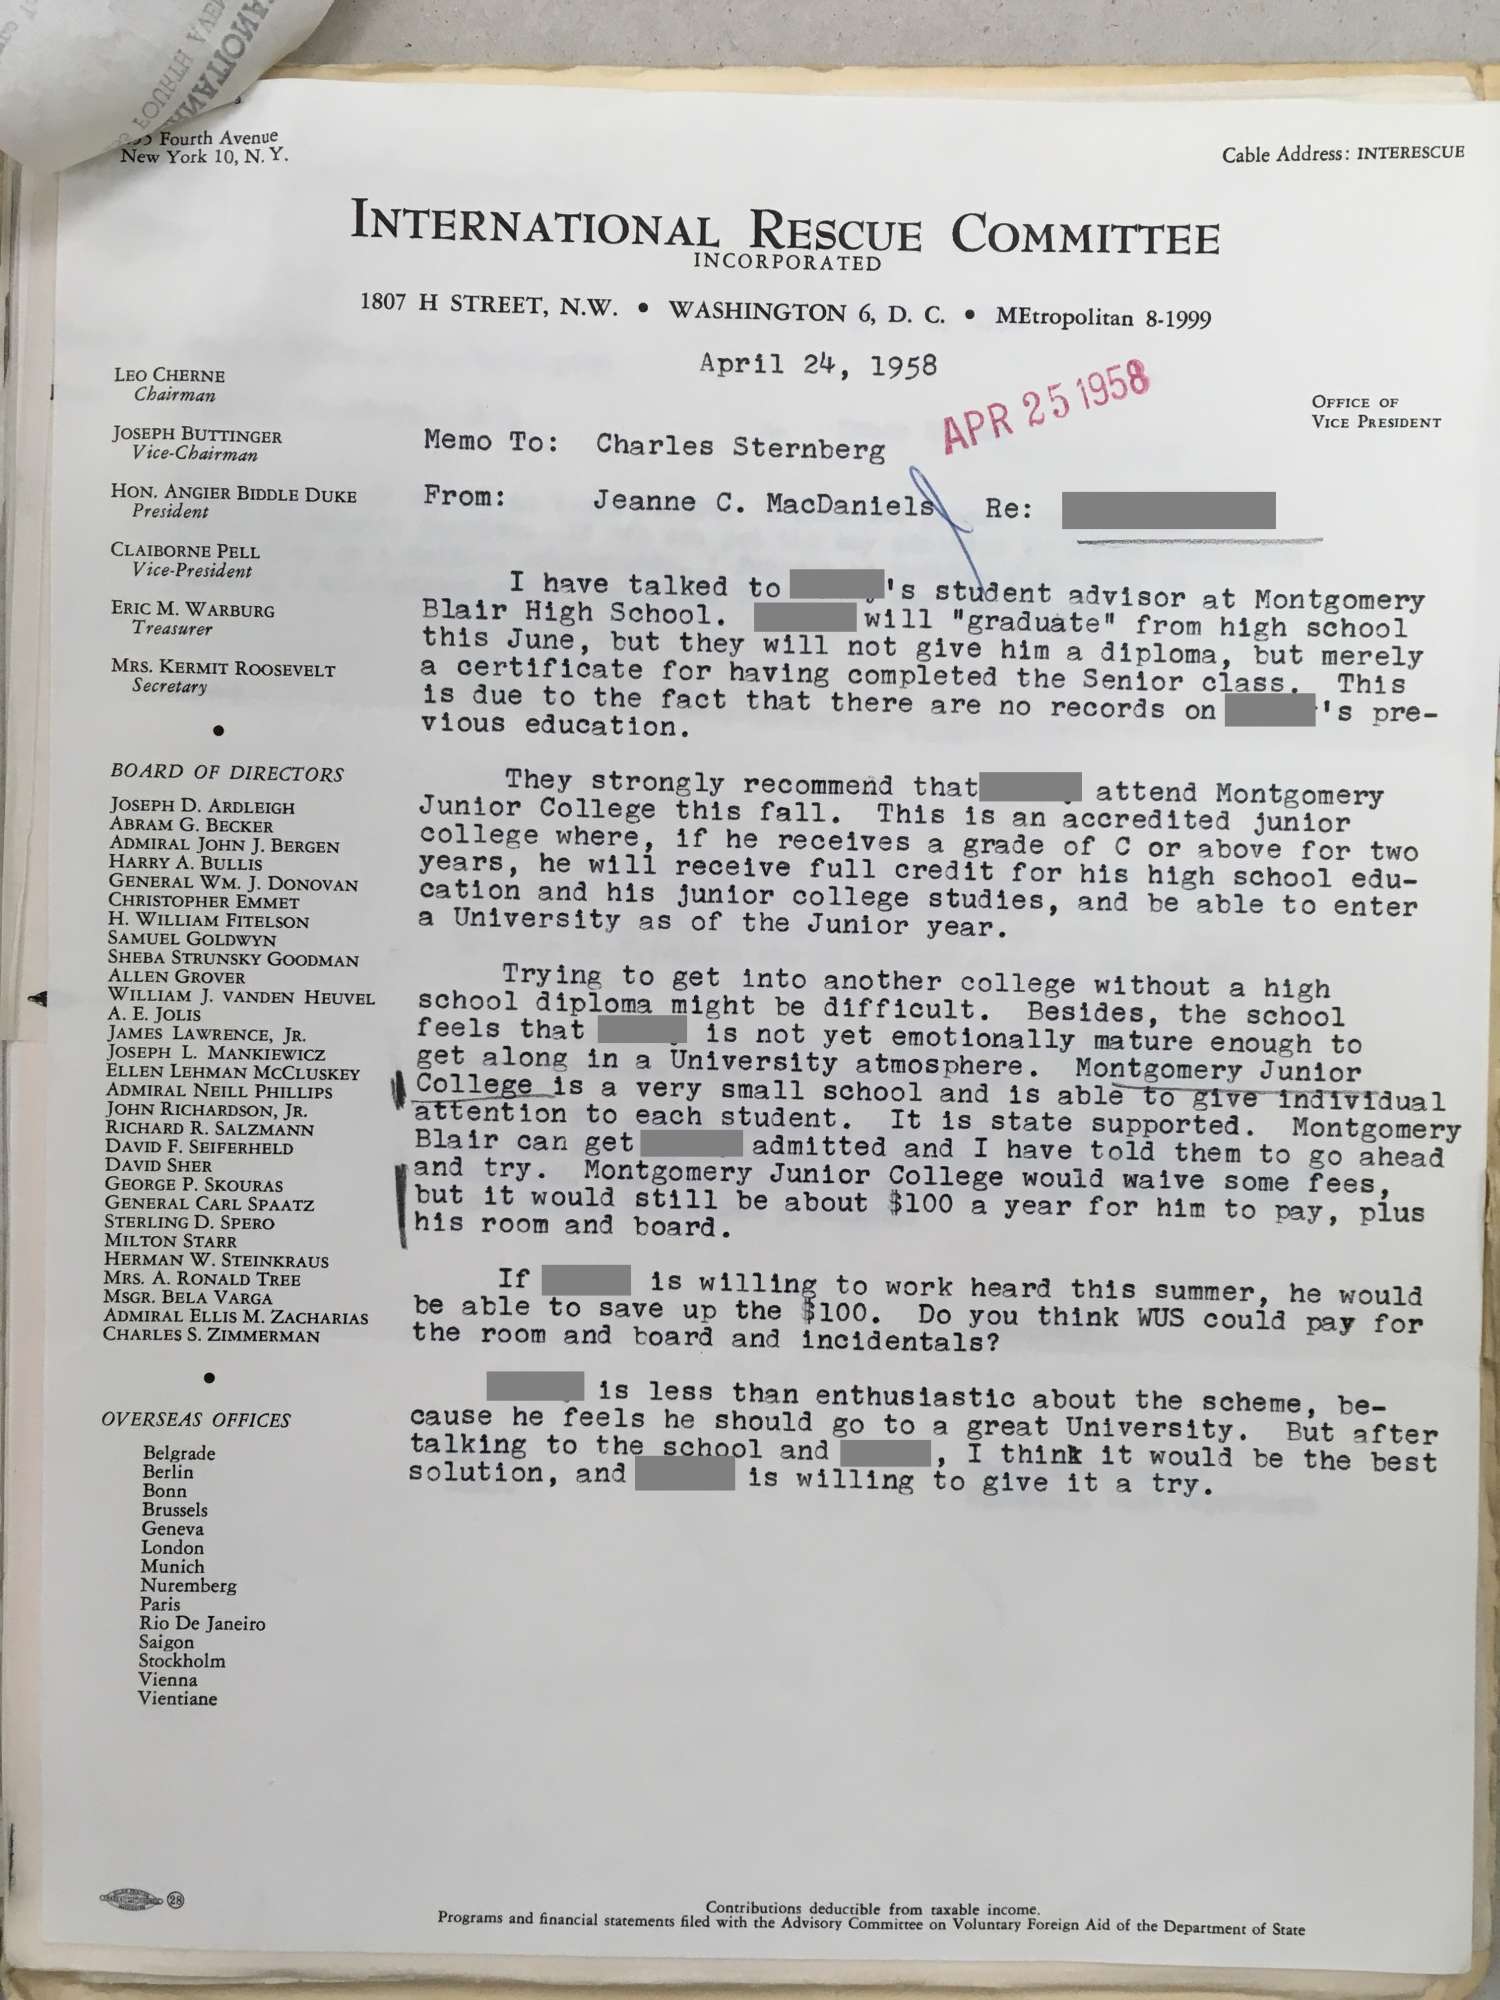 Fourth Avenue
New York 10, N. Y.
Cable Address: INTERESCUE
INTERNATIONAL RESCUE COMMITTEE
INCORPORATED
1807 H STREET, N.W. • WASHINGTON 6, D. C. • MEtropolitan 8-1999
April 24, 1958
APR 25 1958
OFFICE OF
VICE PRESIDENT
Memo To: Charles Sternberg
From: Jeanne C. MacDaniels Re:
I have talked to 's student advisor at Montgomery
Blair High School. will "graduate" from high school
this June, but they will not give him a diploma, but merely
a certificate for having completed the Senior class. This
is due to the fact that there are no records on 's pre-
vious education.
They strongly recommend that attend Montgomery
Junior College this fall. This is an accredited junior
college where, if he receives a grade of C or above for two
years, he will receive full credit for his high school edu-
cation and his junior college studies, and be able to enter
a University as of the Junior year.
Trying to get into another college without a high
school diploma might be difficult. Besides, the school
feels that is not yet emotionally mature enough to
get along in a University atmosphere. Montgomery Junior
College is a very small school and is able to give individual
attention to each student. It is state supported. Montgomery
Blair can get admitted and I have told them to go ahead
and try. Montgomery Junior College would waive some fees,
but it would still be about $100 a year for him to pay, plus
his room and board.
If is willing to work heard this summer, he would
be able to save up the $100. Do you think WUS could pay for
the room and board and incidentals?
is less than enthusiastic about the scheme, be-
cause he feels he should go to a great University. But after
talking to the school and , I think it would be the best
solution, and is willing to give it a try.
LEO CHERNE
Chairman
JOSEPH BUTTINGER
Vice-Chairman
HON. ANGIER BIDDLE DUKE
President
CLAIBORNE PELL
Vice-President
ERIC M. WARBURG
Treasurer
MRS. KERMIT ROOSEVELT
Secretary
•
BOARD OF DIRECTORS
JOSEPH D. ARDLEIGH
ABRAM G. BECKER
ADMIRAL JOHN J. BERGEN
HARRY A. BULLIS
GENERAL WM. J. DONOVAN
CHRISTOPHER EMMET
H. WILLIAM FITELSON
SAMUEL GOLDWYN
SHEBA STRUNSKY GOODMAN
ALLEN GROVER
WILLIAM J. VANDEN HEUVEL
A. E. JOLIS
JAMES LAWRENCE, JR.
JOSEPH L. MANKIEWICZ
ELLEN LEHMAN MCCLUSKEY
ADMIRAL NEILL PHILLIPS
JOHN RICHARDSON, JR.
RICHARD R. SALZMANN
DAVID F. SEIFERHELD
DAVID SHER
GEORGE P. SKOURAS
GENERAL CARL SPAATZ
STERLING D. SPERO
MILTON STARR
HERMAN W. STEINKRAUS
MRS. A. RONALD TREE
MSGR. BELA VARGA
ADMIRAL ELLIS M. ZACHARIAS
CHARLES S. ZIMMERMAN
•
OVERSEAS OFFICES
Belgrade
Berlin
Bonn
Brussels
Geneva
London
Munich
Nuremberg
Paris
Rio De Janeiro
Saigon
Stockholm
Vienna
Vientiane
28
Contributions deductible from taxable income.
Programs and financial statements filed with the Advisory Committee on Voluntary Foreign Aid of the Department of State